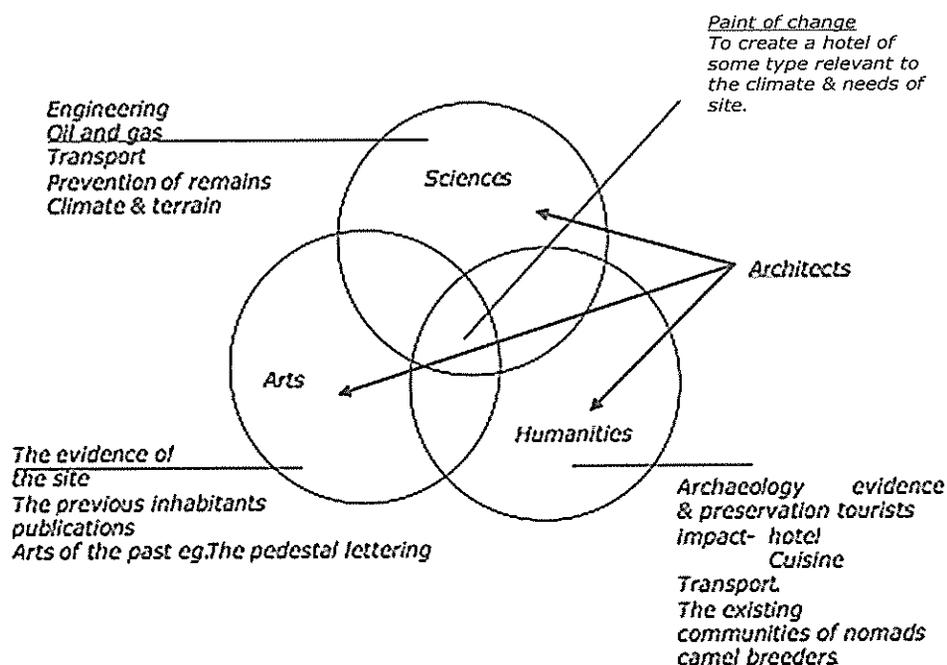 Paint of change
To create a hotel of
some type relevant to
the climate & needs of
site.
Engineering
Oil and gas
Transport
Prevention of remains
Climate & terrain
Sciences
Architects
Arts
Humanities
The evidence of
the site
The previous inhabitants
publications
Arts of the past eg.The pedestal lettering
Archaeology evidence
& preservation tourists
impact- hotel
Cuisine
Transport.
The existing
communities of nomads
camel breeders